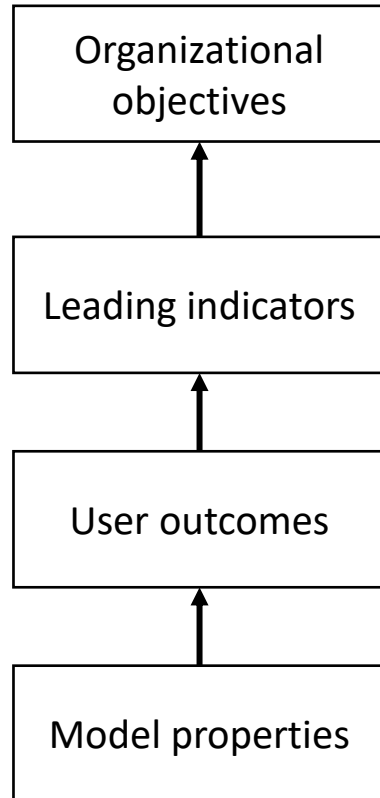 Organizational
objectives
Leading indicators
User outcomes
Model properties